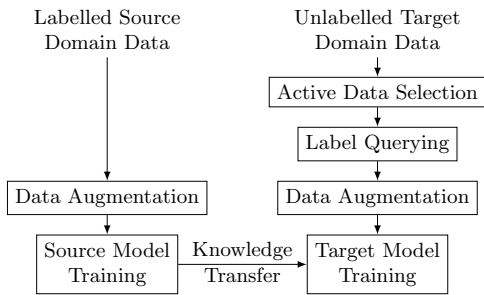 Labelled Source
Domain Data
Unlabelled Target
Domain Data
Active Data Selection
Label Querying
Data Augmentation
Data Augmentation
Source Model
Training
Knowledge
Transfer
Target Model
Training